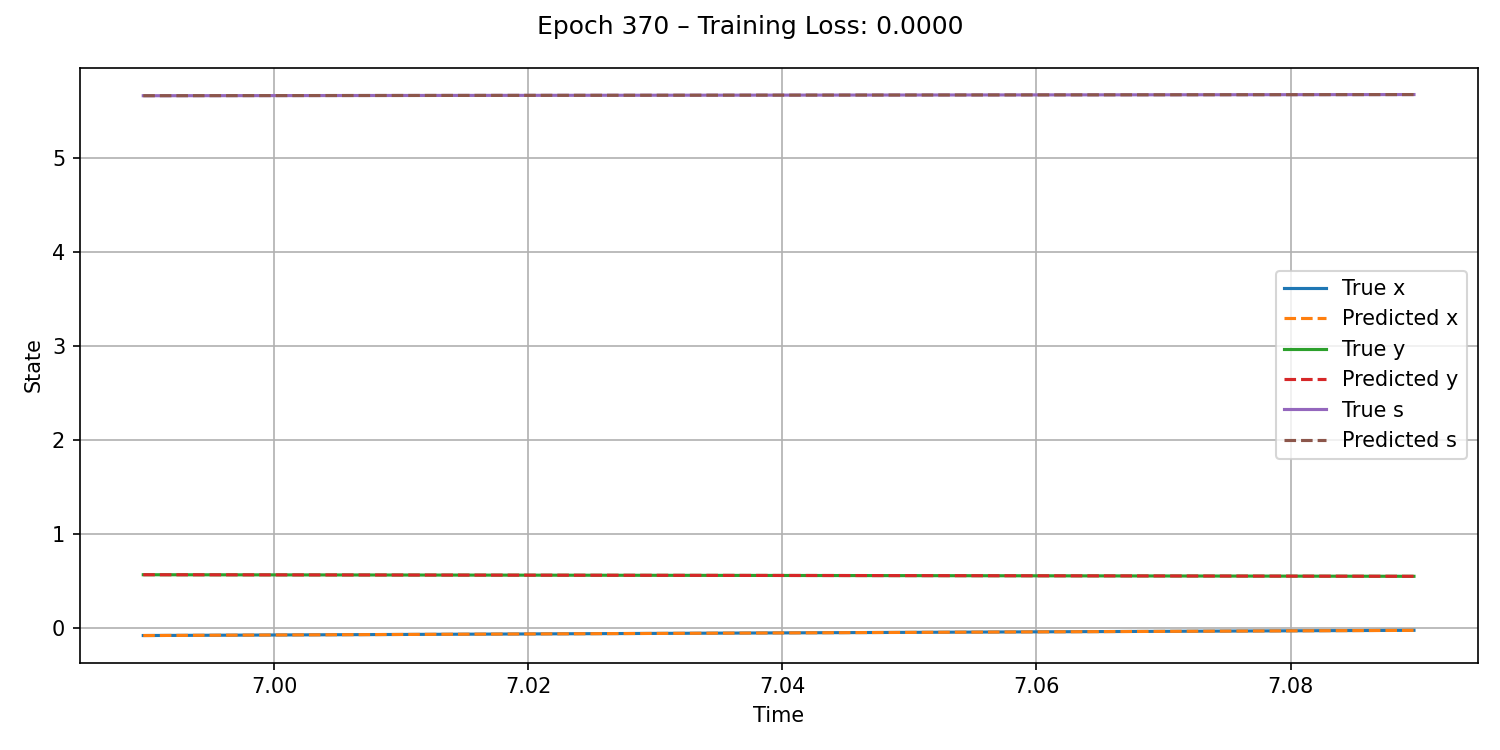 Epoch 370 – Training Loss: 0.0000
State
5
4
3
2
1
0
True x
Predicted x
True y
Predicted y
True s
Predicted s
7.00 7.02 7.04 7.06 7.08
Time